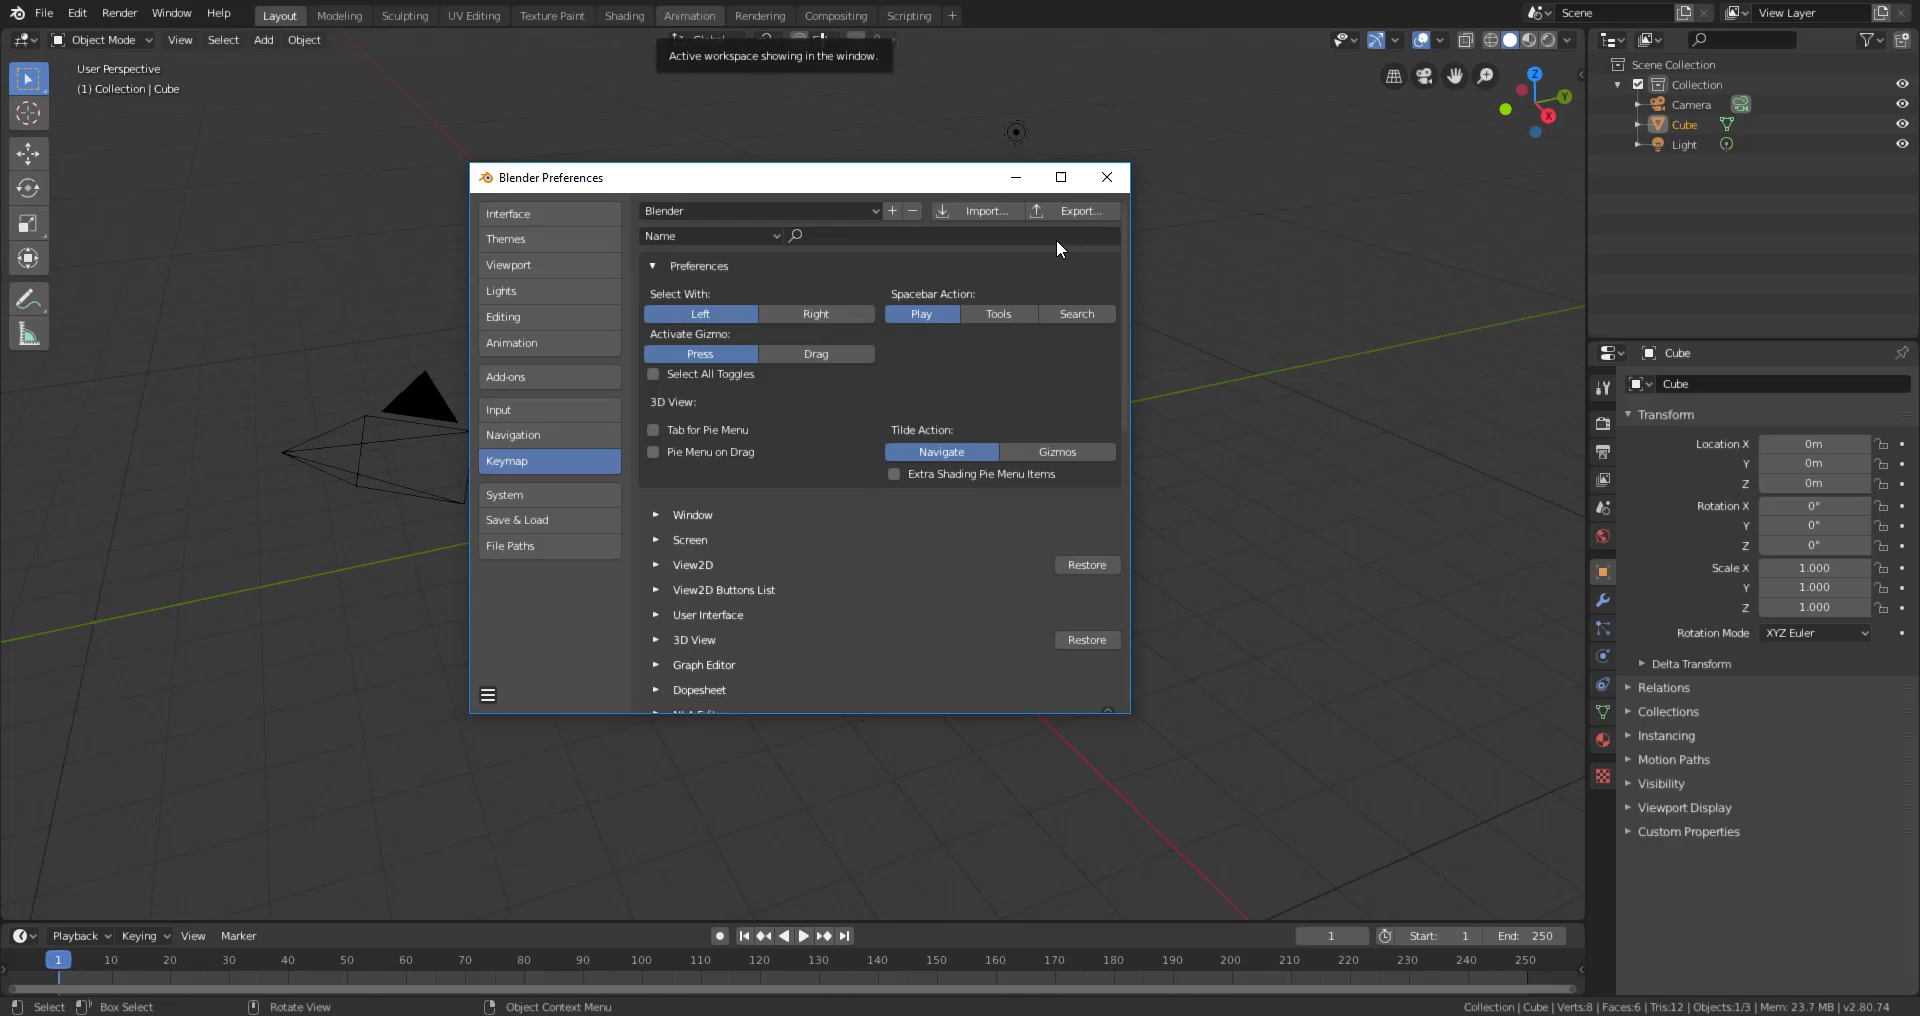 File Edit Render Window Help Layout Modeling Sculpting UV Editing Texture Paint Shading Animation Rendering Compositing Scripting + Scene View Layer
Object Mode View Select Add Object
Active workspace showing in the window.
User Perspective
(1) Collection | Cube
Scene Collection
Collection
Camera
Cube
Light
Z
Y
X
Blender Preferences
Interface
Themes
Viewport
Lights
Editing
Animation
Add-ons
Input
Navigation
Keymap
System
Save & Load
File Paths
Blender + − Import... Export...
Name
Preferences
Select With: Spacebar Action:
Left Right Play Tools Search
Activate Gizmo:
Press Drag
Select All Toggles
3D View:
Tab for Pie Menu Tilde Action:
Pie Menu on Drag Navigate Gizmos
Extra Shading Pie Menu Items
Window
Screen
View2D Restore
View2D Buttons List
User Interface
3D View Restore
Graph Editor
Dopesheet
Cube
Cube
Transform
Location X 0m
Y 0m
Z 0m
Rotation X 0°
Y 0°
Z 0°
Scale X 1.000
Y 1.000
Z 1.000
Rotation Mode XYZ Euler
Delta Transform
Relations
Collections
Instancing
Motion Paths
Visibility
Viewport Display
Custom Properties
Playback Keying View Marker 1 Start: 1 End: 250
1 10 20 30 40 50 60 70 80 90 100 110 120 130 140 150 160 170 180 190 200 210 220 230 240 250
Select Box Select Rotate View Object Context Menu Collection | Cube | Verts:8 | Faces:6 | Tris:12 | Objects:1/3 | Mem: 23.7 MB | v2.80.74